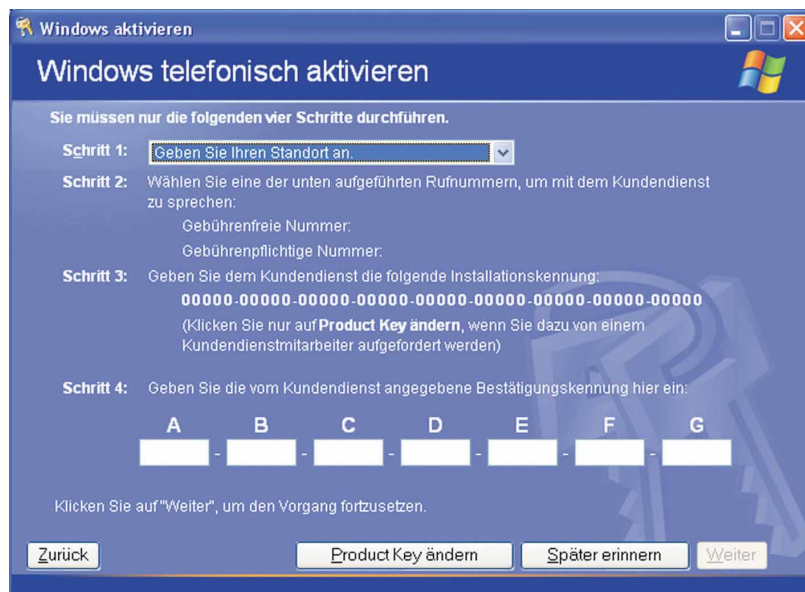 Windows aktivieren
Windows telefonisch aktivieren
Sie müssen nur die folgenden vier Schritte durchführen.
Schritt 1: Geben Sie Ihren Standort an.
Schritt 2: Wählen Sie eine der unten aufgeführten Rufnummern, um mit dem Kundendienst
zu sprechen:
Gebührenfreie Nummer:
Gebührenpflichtige Nummer:
Schritt 3: Geben Sie dem Kundendienst die folgende Installationskennung:
00000-00000-00000-00000-00000-00000-00000-00000-00000
(Klicken Sie nur auf Product Key ändern, wenn Sie dazu von einem
Kundendienstmitarbeiter aufgefordert werden)
Schritt 4: Geben Sie die vom Kundendienst angegebene Bestätigungskennung hier ein:
A B C D E F G
- - - - - -
Klicken Sie auf "Weiter", um den Vorgang fortzusetzen.
Zurück Product Key ändern Später erinnern Weiter